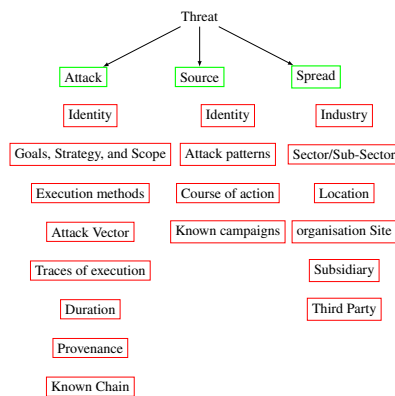 Threat
Attack
Source
Spread
Identity
Identity
Industry
Goals, Strategy, and Scope
Attack patterns
Sector/Sub-Sector
Execution methods
Course of action
Location
Attack Vector
Known campaigns
organisation Site
Traces of execution
Subsidiary
Duration
Third Party
Provenance
Known Chain